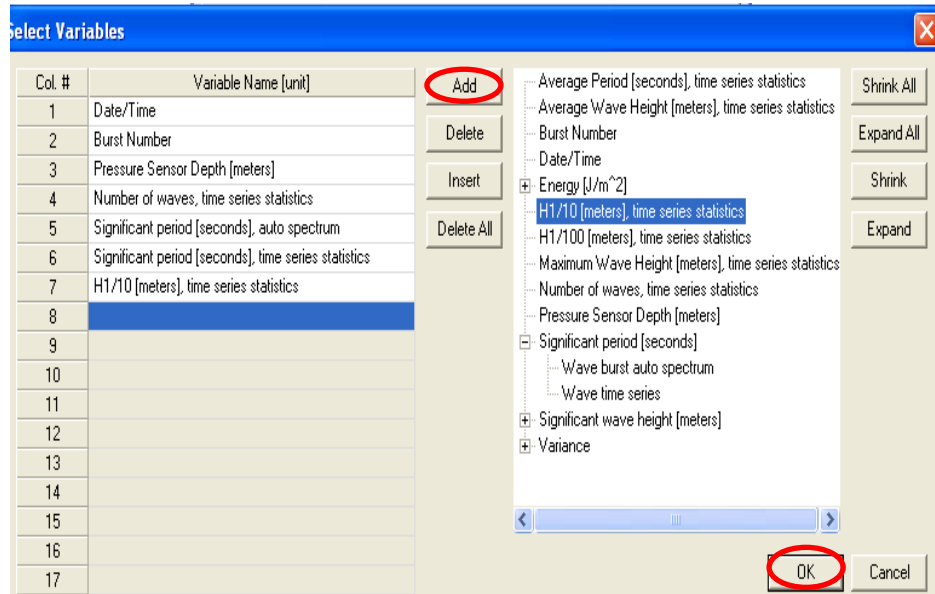 Select Variables
Col. # Variable Name [unit]
1 Date/Time
2 Burst Number
3 Pressure Sensor Depth [meters]
4 Number of waves, time series statistics
5 Significant period [seconds], auto spectrum
6 Significant period [seconds], time series statistics
7 H1/10 [meters], time series statistics
8
9
10
11
12
13
14
15
16
17
Add
Delete
Insert
Delete All
Average Period [seconds], time series statistics
Average Wave Height [meters], time series statistics
Burst Number
Date/Time
Energy [J/m^2]
H1/10 [meters], time series statistics
H1/100 [meters], time series statistics
Maximum Wave Height [meters], time series statistics
Number of waves, time series statistics
Pressure Sensor Depth [meters]
Significant period [seconds]
Wave burst auto spectrum
Wave time series
Significant wave height [meters]
Variance
Shrink All
Expand All
Shrink
Expand
OK
Cancel